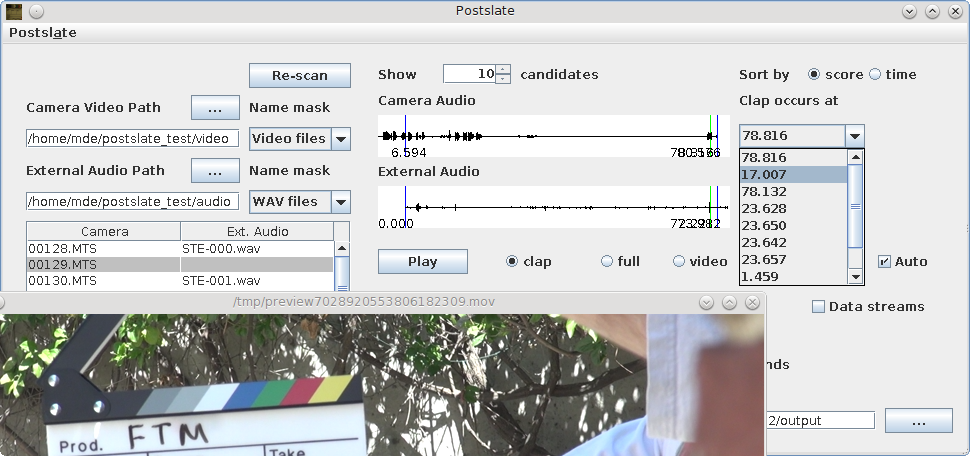 Postslate
Postslate
Re-scan
Show 10 candidates
Sort by score time
Camera Video Path ... Name mask
Camera Audio
Clap occurs at
/home/mde/postslate_test/video Video files
6.594
78.816
External Audio Path ... Name mask
External Audio
/home/mde/postslate_test/audio WAV files
0.000
78.816
17.007
78.132
23.628
23.650
23.642
23.657
1.459
Camera Ext. Audio
00128.MTS STE-000.wav
00129.MTS
00130.MTS STE-001.wav
Play clap full video
Auto
/tmp/preview7028920553806182309.mov
Data streams
nds
2/output ...
Prod. FTM
Take